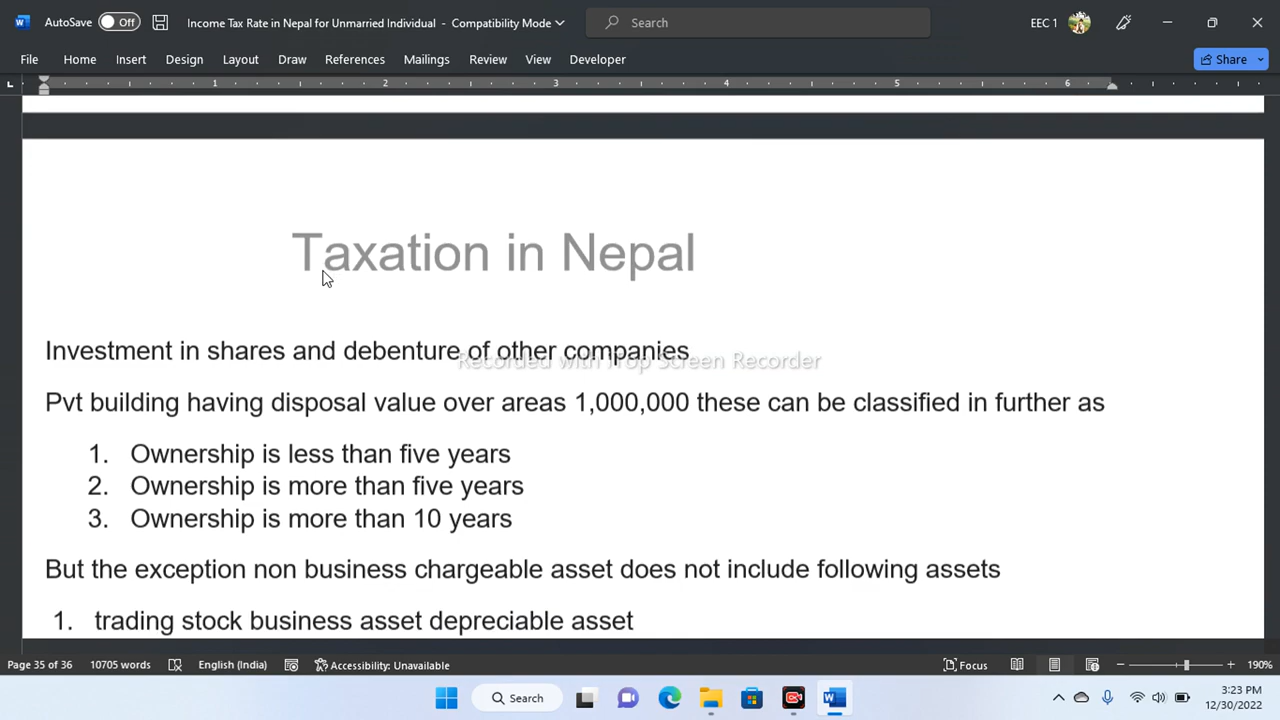 AutoSave Off Income Tax Rate in Nepal for Unmarried Individual - Compatibility Mode Search EEC 1
File Home Insert Design Layout Draw References Mailings Review View Developer Share
1 2 3 4 5 6
Taxation in Nepal
Investment in shares and debenture of other companies
Recorded with iTop Screen Recorder
Pvt building having disposal value over areas 1,000,000 these can be classified in further as
1. Ownership is less than five years
2. Ownership is more than five years
3. Ownership is more than 10 years
But the exception non business chargeable asset does not include following assets
1. trading stock business asset depreciable asset
Page 35 of 36 10705 words English (India) Accessibility: Unavailable Focus 190%
Search 3:23 PM
12/30/2022